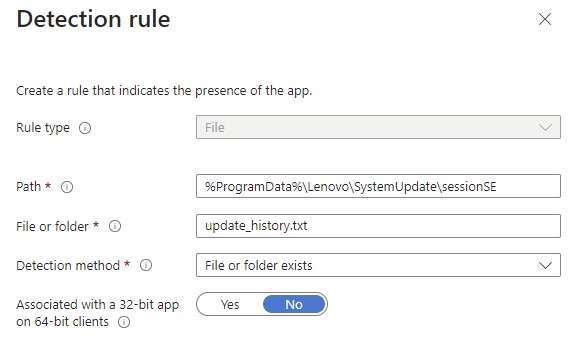 Detection rule
Create a rule that indicates the presence of the app.
Rule type
File
Path *
%ProgramData%\Lenovo\SystemUpdate\sessionSE
File or folder *
update_history.txt
Detection method *
File or folder exists
Associated with a 32-bit app
on 64-bit clients
Yes No